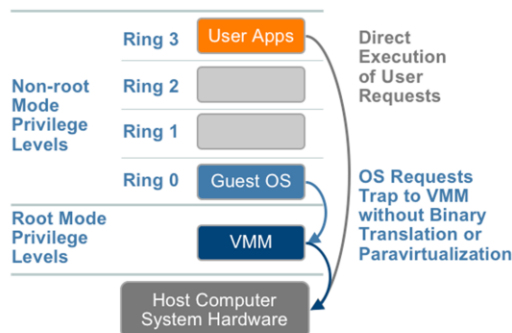 Ring 3
User Apps
Direct
Execution
of User
Requests
Non-root
Mode
Privilege
Levels
Ring 2
Ring 1
Ring 0
Guest OS
OS Requests
Trap to VMM
without Binary
Translation or
Paravirtualization
Root Mode
Privilege
Levels
VMM
Host Computer
System Hardware